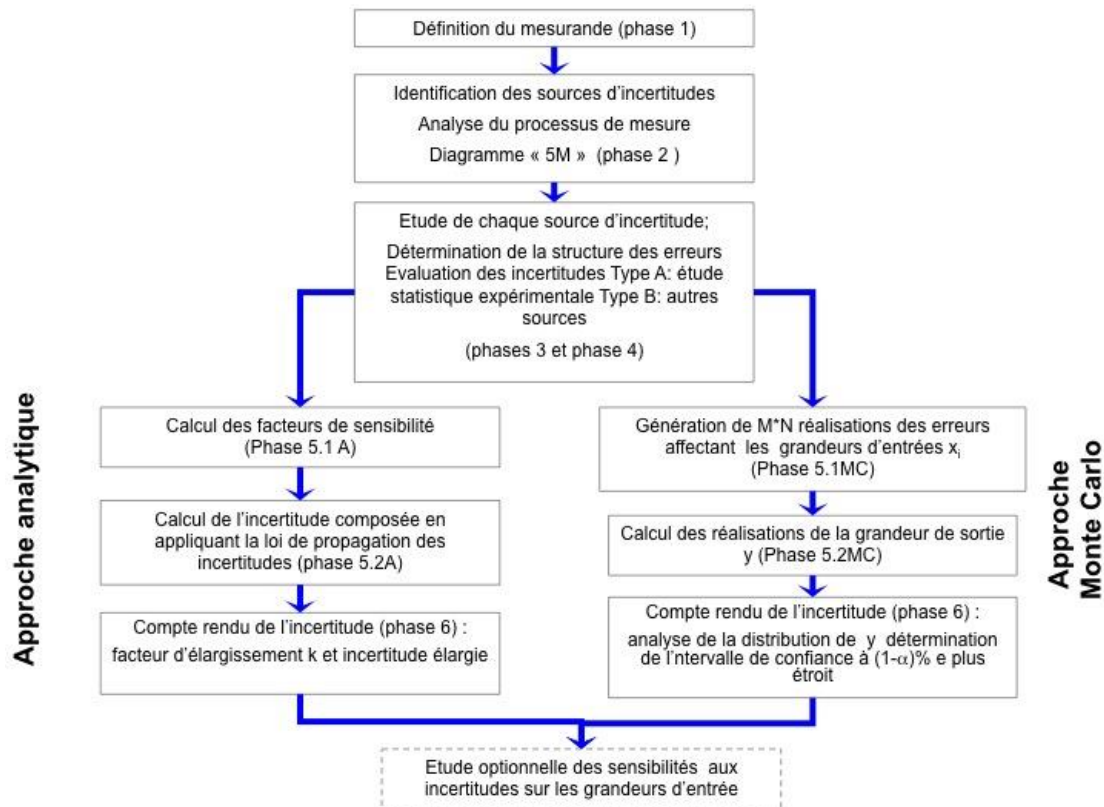 Définition du mesurande (phase 1)
Identification des sources d'incertitudes
Analyse du processus de mesure
Diagramme « 5M » (phase 2 )
Etude de chaque source d'incertitude;
Détermination de la structure des erreurs
Evaluation des incertitudes Type A: étude
statistique expérimentale Type B: autres
sources
(phases 3 et phase 4)
Approche analytique
Calcul des facteurs de sensibilité
(Phase 5.1 A)
Calcul de l'incertitude composée en
appliquant la loi de propagation des
incertitudes (phase 5.2A)
Compte rendu de l'incertitude (phase 6) :
facteur d'élargissement k et incertitude élargie
Génération de M*N réalisations des erreurs
affectant les grandeurs d'entrées xi
(Phase 5.1MC)
Calcul des réalisations de la grandeur de sortie
y (Phase 5.2MC)
Compte rendu de l'incertitude (phase 6) :
analyse de la distribution de y détermination
de l'ntervalle de confiance à (1-α)% e plus
étroit
Approche
Monte Carlo
Etude optionnelle des sensibilités aux
incertitudes sur les grandeurs d'entrée